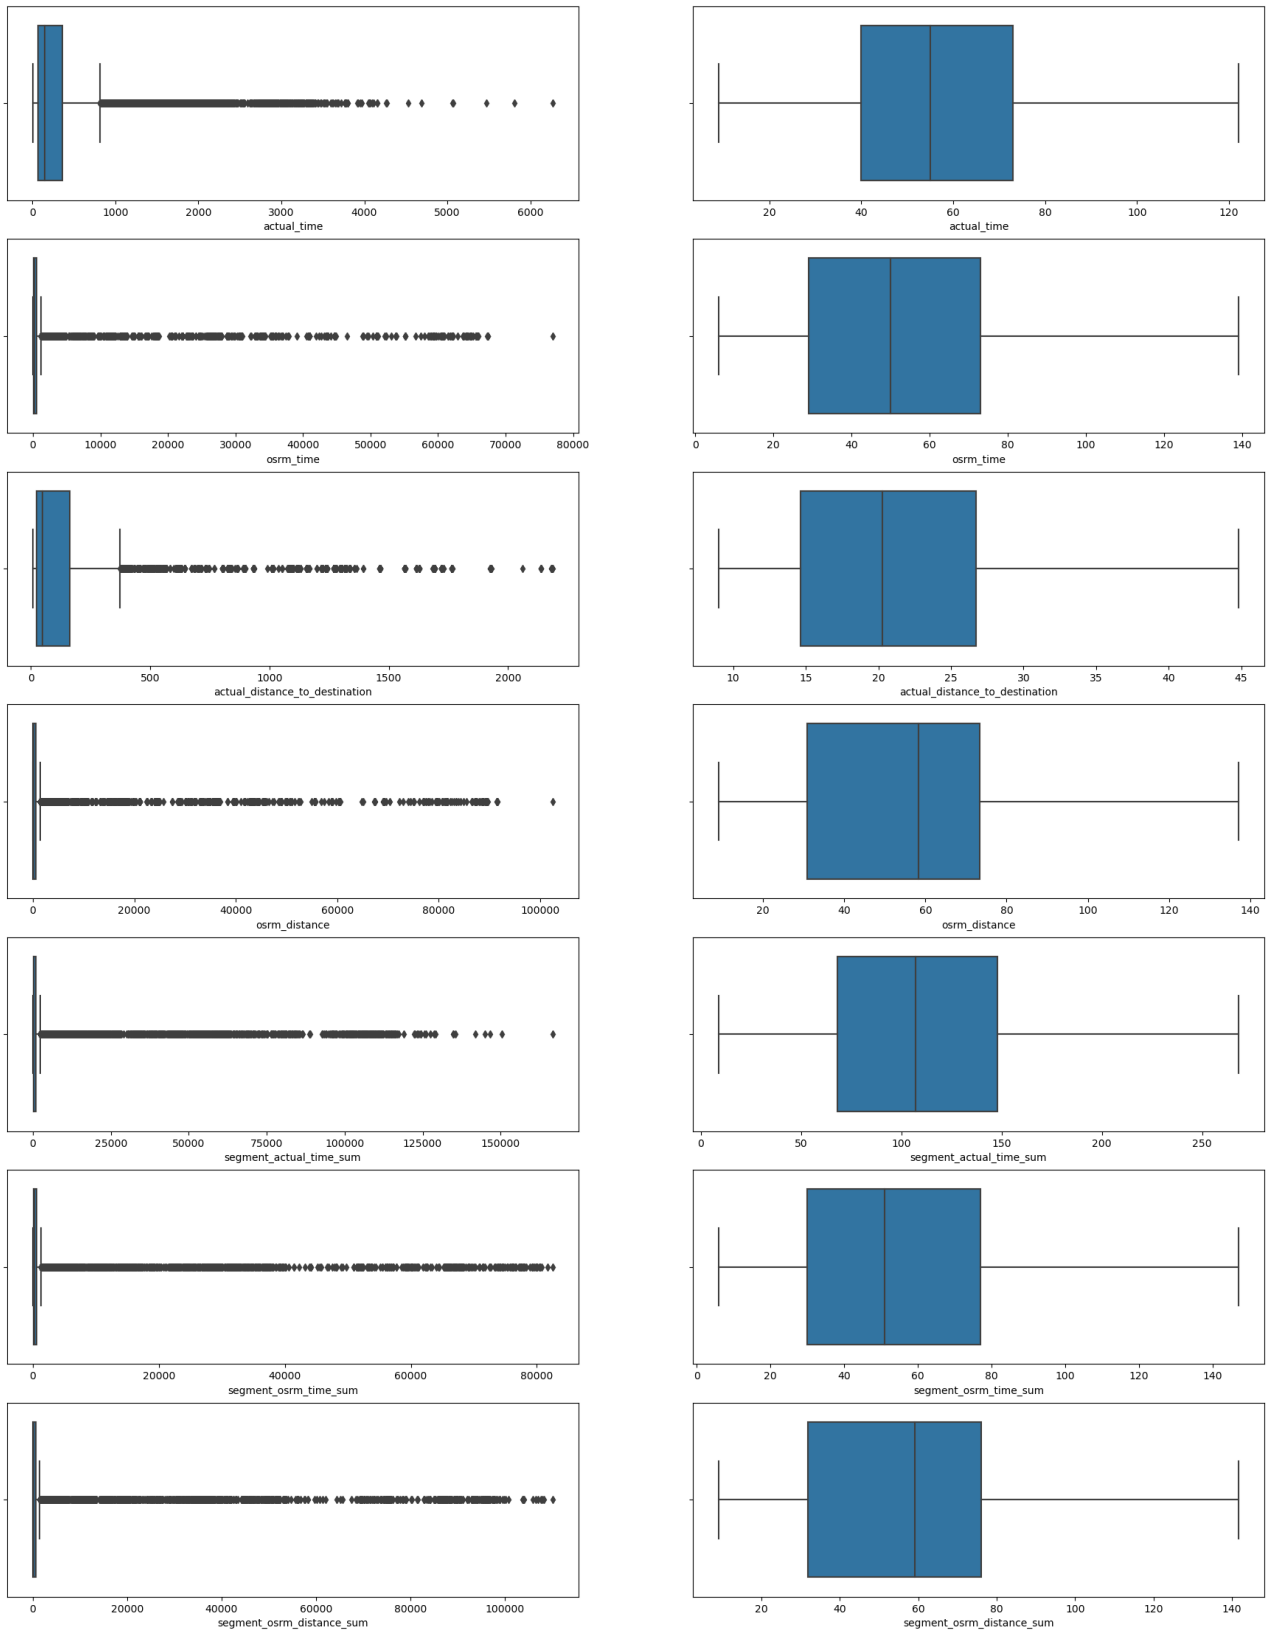 0 1000 2000 3000 4000 5000 6000
actual_time
20 40 60 80 100 120
actual_time
0 10000 20000 30000 40000 50000 60000 70000 80000
osrm_time
0 20 40 60 80 100 120 140
osrm_time
0 500 1000 1500 2000
actual_distance_to_destination
10 15 20 25 30 35 40 45
actual_distance_to_destination
0 20000 40000 60000 80000 100000
osrm_distance
20 40 60 80 100 120 140
osrm_distance
0 25000 50000 75000 100000 125000 150000
segment_actual_time_sum
0 50 100 150 200 250
segment_actual_time_sum
0 20000 40000 60000 80000
segment_osrm_time_sum
0 20 40 60 80 100 120 140
segment_osrm_time_sum
0 20000 40000 60000 80000 100000
segment_osrm_distance_sum
20 40 60 80 100 120 140
segment_osrm_distance_sum